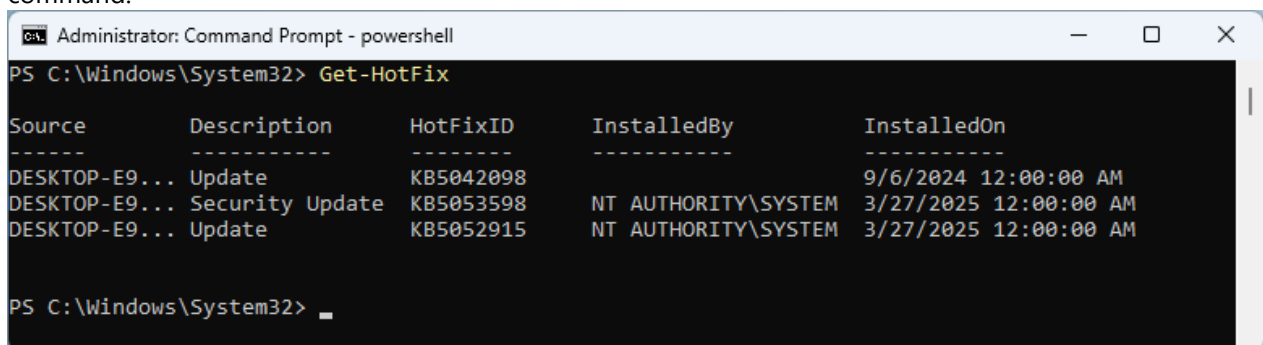 command.
Administrator: Command Prompt - powershell
PS C:\Windows\System32> Get-HotFix
Source        Description      HotFixID      InstalledBy          InstalledOn
------        -----------      --------      -----------          -----------
DESKTOP-E9... Update           KB5042098                          9/6/2024 12:00:00 AM
DESKTOP-E9... Security Update  KB5053598     NT AUTHORITY\SYSTEM  3/27/2025 12:00:00 AM
DESKTOP-E9... Update           KB5052915     NT AUTHORITY\SYSTEM  3/27/2025 12:00:00 AM
PS C:\Windows\System32>